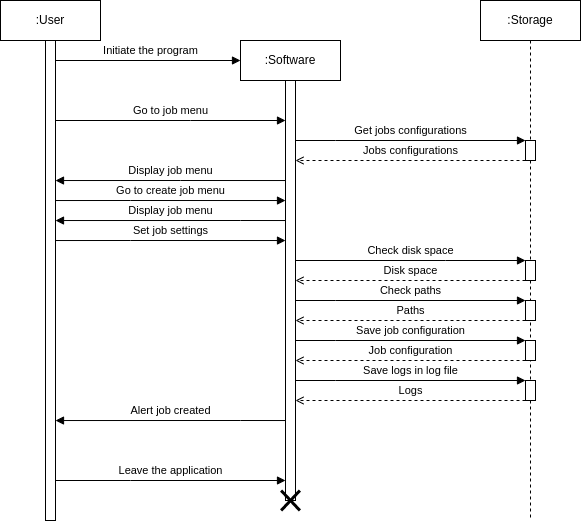 :User
:Storage
Initiate the program
:Software
Go to job menu
Get jobs configurations
Jobs configurations
Display job menu
Go to create job menu
Display job menu
Set job settings
Check disk space
Disk space
Check paths
Paths
Save job configuration
Job configuration
Save logs in log file
Logs
Alert job created
Leave the application